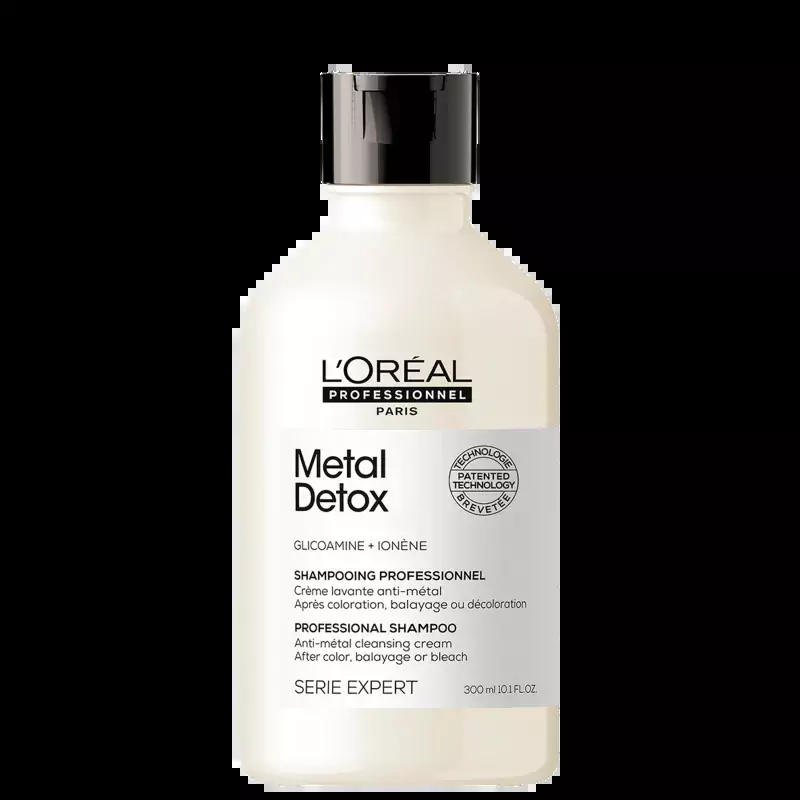 L'ORÉAL
PROFESSIONNEL
PARIS
Metal
Detox
TECHNOLOGIE
PATENTED
TECHNOLOGY
BREVETÉE
GLICOAMINE + IONÈNE
SHAMPOOING PROFESSIONNEL
Crème lavante anti-métal
Après coloration, balayage ou décoloration
PROFESSIONAL SHAMPOO
Anti-métal cleansing cream
After color, balayage or bleach
SERIE EXPERT
300 ml 10.1 FL.OZ.